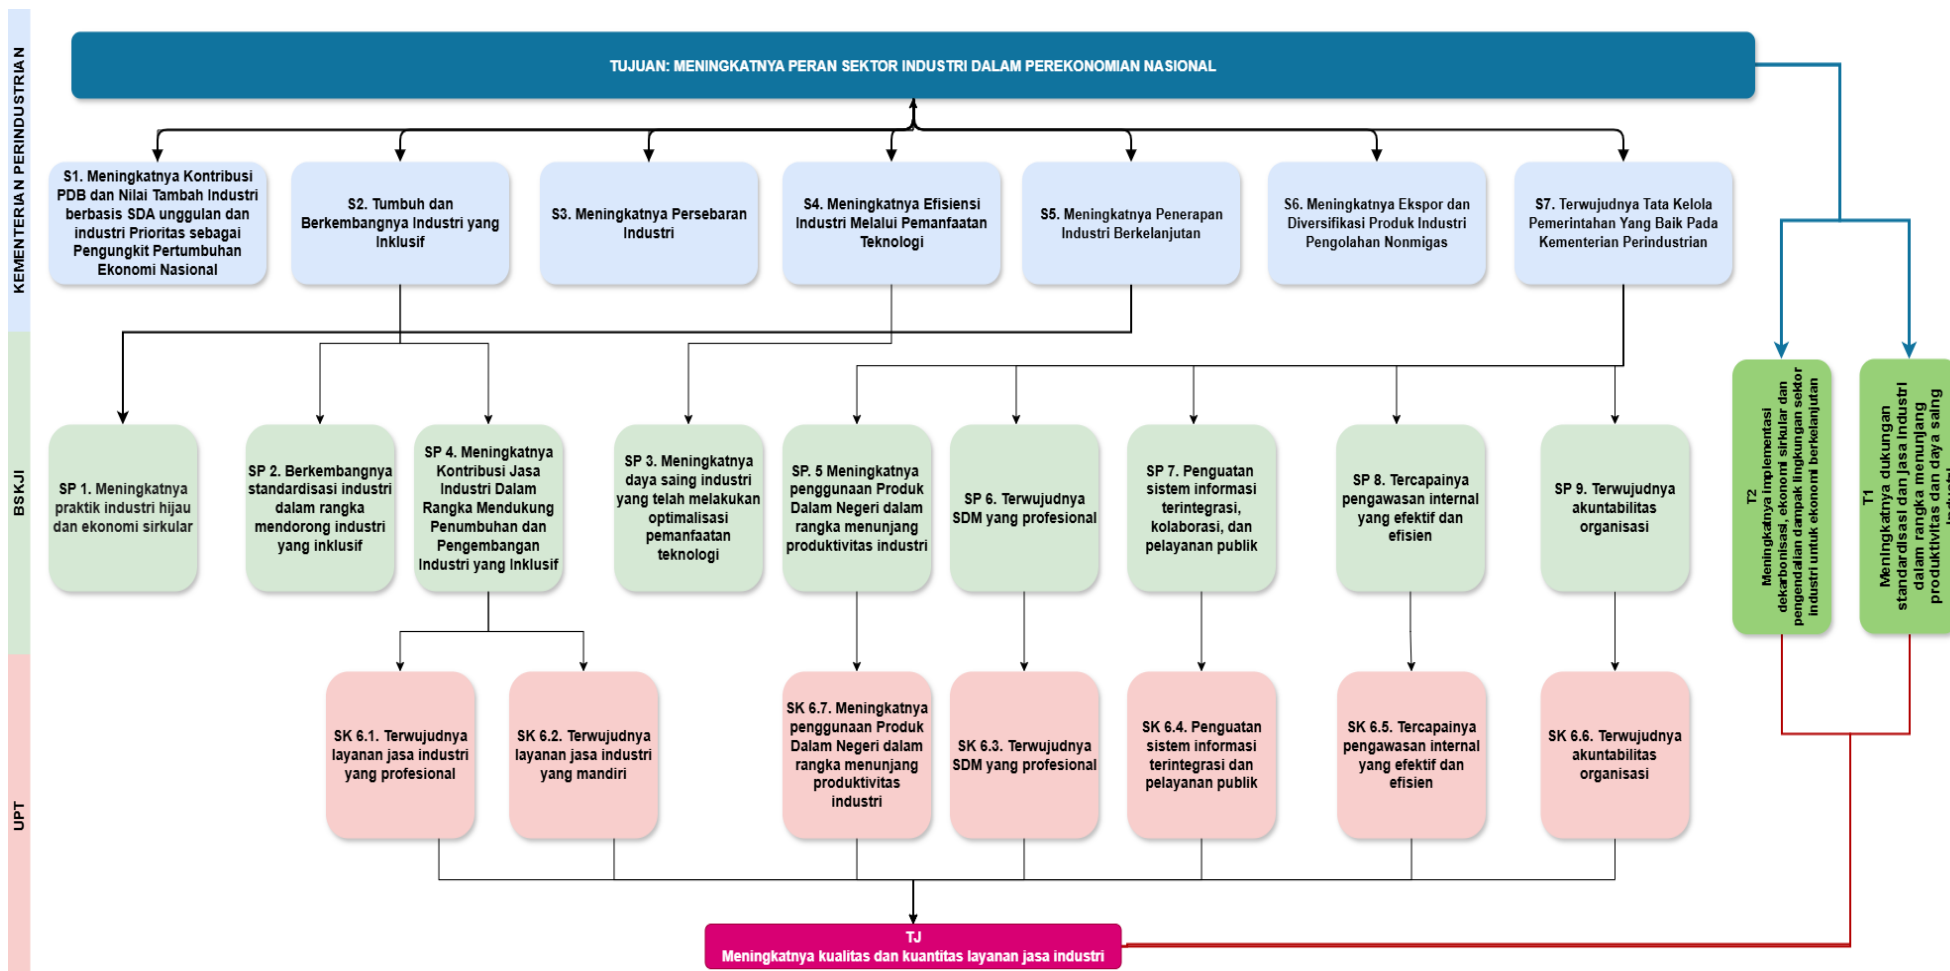 KEMENTERIAN PERINDUSTRIAN
TUJUAN: MENINGKATNYA PERAN SEKTOR INDUSTRI DALAM PEREKONOMIAN NASIONAL
S1. Meningkatnya Kontribusi
PDB dan Nilai Tambah Industri
berbasis SDA unggulan dan
industri Prioritas sebagai
Pengungkit Pertumbuhan
Ekonomi Nasional
S2. Tumbuh dan
Berkembangnya Industri yang
Inklusif
S3. Meningkatnya Persebaran
Industri
S4. Meningkatnya Efisiensi
Industri Melalui Pemanfaatan
Teknologi
S5. Meningkatnya Penerapan
Industri Berkelanjutan
S6. Meningkatnya Ekspor dan
Diversifikasi Produk Industri
Pengolahan Nonmigas
S7. Terwujudnya Tata Kelola
Pemerintahan Yang Baik Pada
Kementerian Perindustrian
BSKJI
SP 1. Meningkatnya
praktik industri hijau
dan ekonomi sirkular
SP 2. Berkembangnya
standardisasi industri
dalam rangka
mendorong industri
yang inklusif
SP 4. Meningkatnya
Kontribusi Jasa
Industri Dalam
Rangka Mendukung
Penumbuhan dan
Pengembangan
Industri yang Inklusif
SP 3. Meningkatnya
daya saing industri
yang telah melakukan
optimalisasi
pemanfaatan
teknologi
SP. 5 Meningkatnya
penggunaan Produk
Dalam Negeri dalam
rangka menunjang
produktivitas industri
SP 6. Terwujudnya
SDM yang profesional
SP 7. Penguatan
sistem informasi
terintegrasi,
kolaborasi, dan
pelayanan publik
SP 8. Tercapainya
pengawasan internal
yang efektif dan
efisien
SP 9. Terwujudnya
akuntabilitas
organisasi
T2
Meningkatnya implementasi
dekarbonisasi, ekonomi sirkular dan
pengendalian dampak lingkungan sektor
industri untuk ekonomi berkelanjutan
T1
Meningkatnya dukungan
standardisasi dan jasa industri
dalam rangka menunjang
produktivitas dan daya saing
UPT
SK 6.1. Terwujudnya
layanan jasa industri
yang profesional
SK 6.2. Terwujudnya
layanan jasa industri
yang mandiri
SK 6.7. Meningkatnya
penggunaan Produk
Dalam Negeri dalam
rangka menunjang
produktivitas
industri
SK 6.3. Terwujudnya
SDM yang profesional
SK 6.4. Penguatan
sistem informasi
terintegrasi dan
pelayanan publik
SK 6.5. Tercapainya
pengawasan internal
yang efektif dan
efisien
SK 6.6. Terwujudnya
akuntabilitas
organisasi
TJ
Meningkatnya kualitas dan kuantitas layanan jasa industri